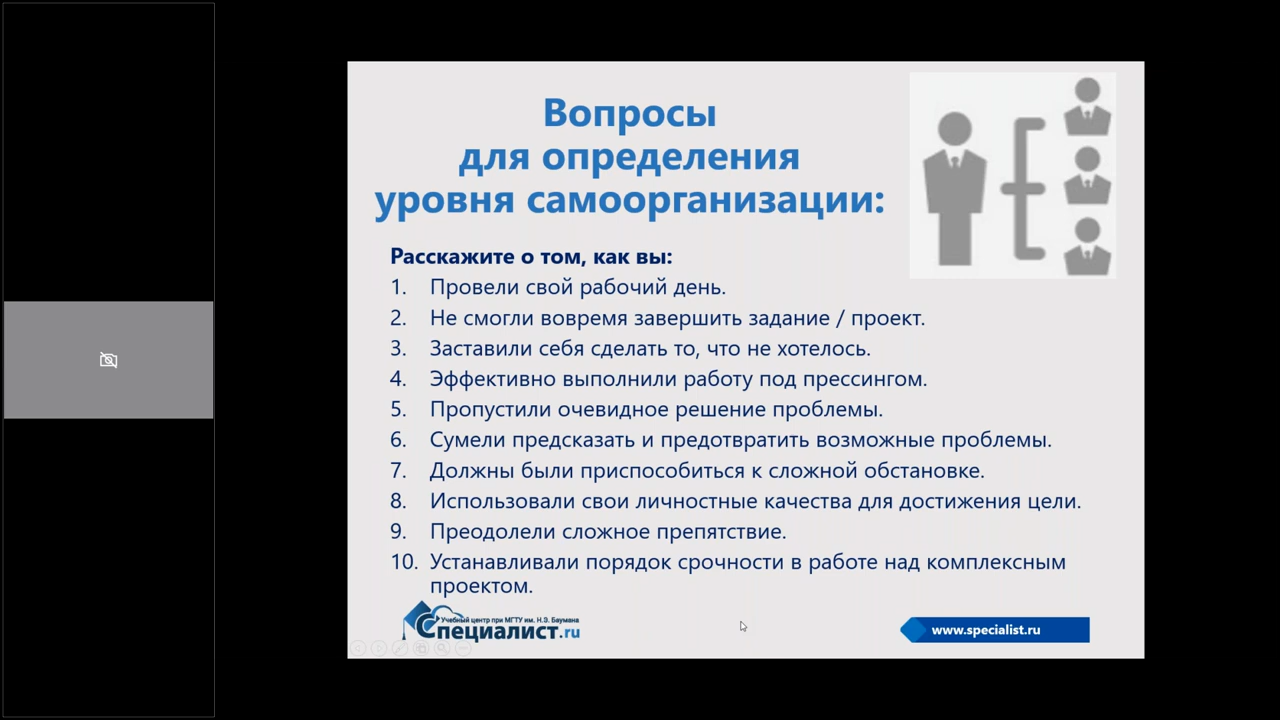 Вопросы
для определения
уровня самоорганизации:
Расскажите о том, как вы:
1. Провели свой рабочий день.
2. Не смогли вовремя завершить задание / проект.
3. Заставили себя сделать то, что не хотелось.
4. Эффективно выполнили работу под прессингом.
5. Пропустили очевидное решение проблемы.
6. Сумели предсказать и предотвратить возможные проблемы.
7. Должны были приспособиться к сложной обстановке.
8. Использовали свои личностные качества для достижения цели.
9. Преодолели сложное препятствие.
10. Устанавливали порядок срочности в работе над комплексным
проектом.
Учебный центр при МГТУ им. Н.Э. Баумана
Специалист.ru
www.specialist.ru